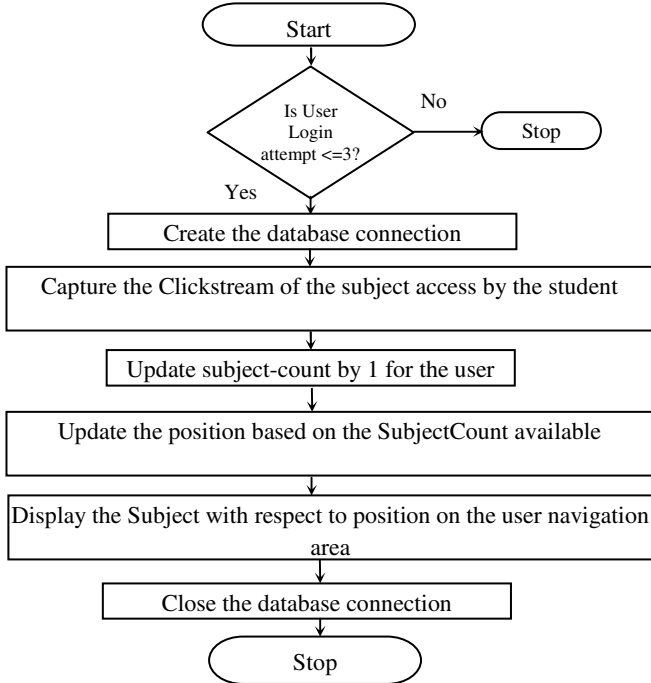 Start
Is User
Login
attempt <=3?
No
Stop
Yes
Create the database connection
Capture the Clickstream of the subject access by the student
Update subject-count by 1 for the user
Update the position based on the SubjectCount available
Display the Subject with respect to position on the user navigation
area
Close the database connection
Stop